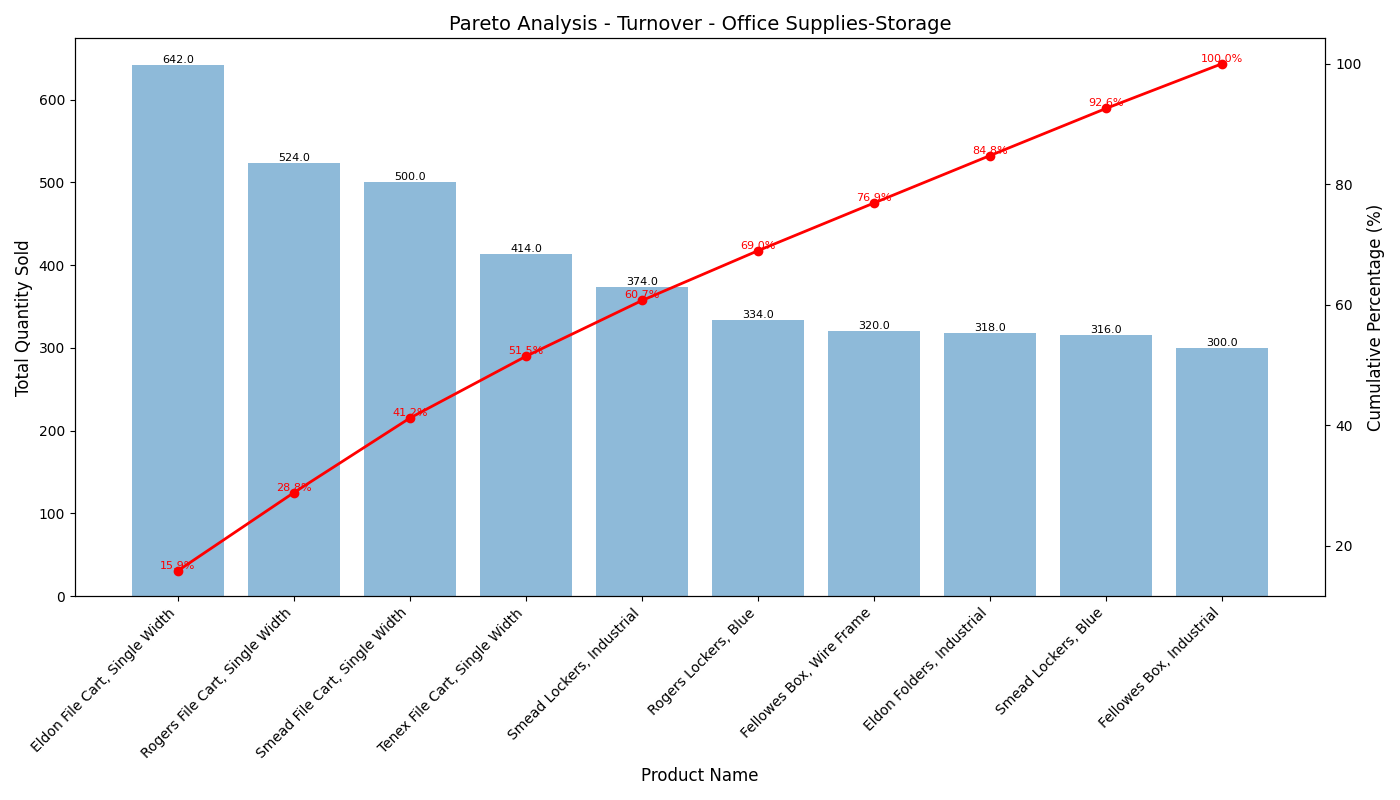 Pareto Analysis - Turnover - Office Supplies-Storage
Total Quantity Sold
600
500
400
300
200
100
0
642.0
524.0
500.0
414.0
374.0
334.0
320.0
318.0
316.0
300.0
15.9%
28.8%
41.2%
51.5%
60.7%
69.0%
76.9%
84.8%
92.6%
100.0%
100
80
60
40
20
Cumulative Percentage (%)
Eldon File Cart, Single Width
Rogers File Cart, Single Width
Smead File Cart, Single Width
Tenex File Cart, Single Width
Smead Lockers, Industrial
Rogers Lockers, Blue
Fellowes Box, Wire Frame
Eldon Folders, Industrial
Smead Lockers, Blue
Fellowes Box, Industrial
Product Name